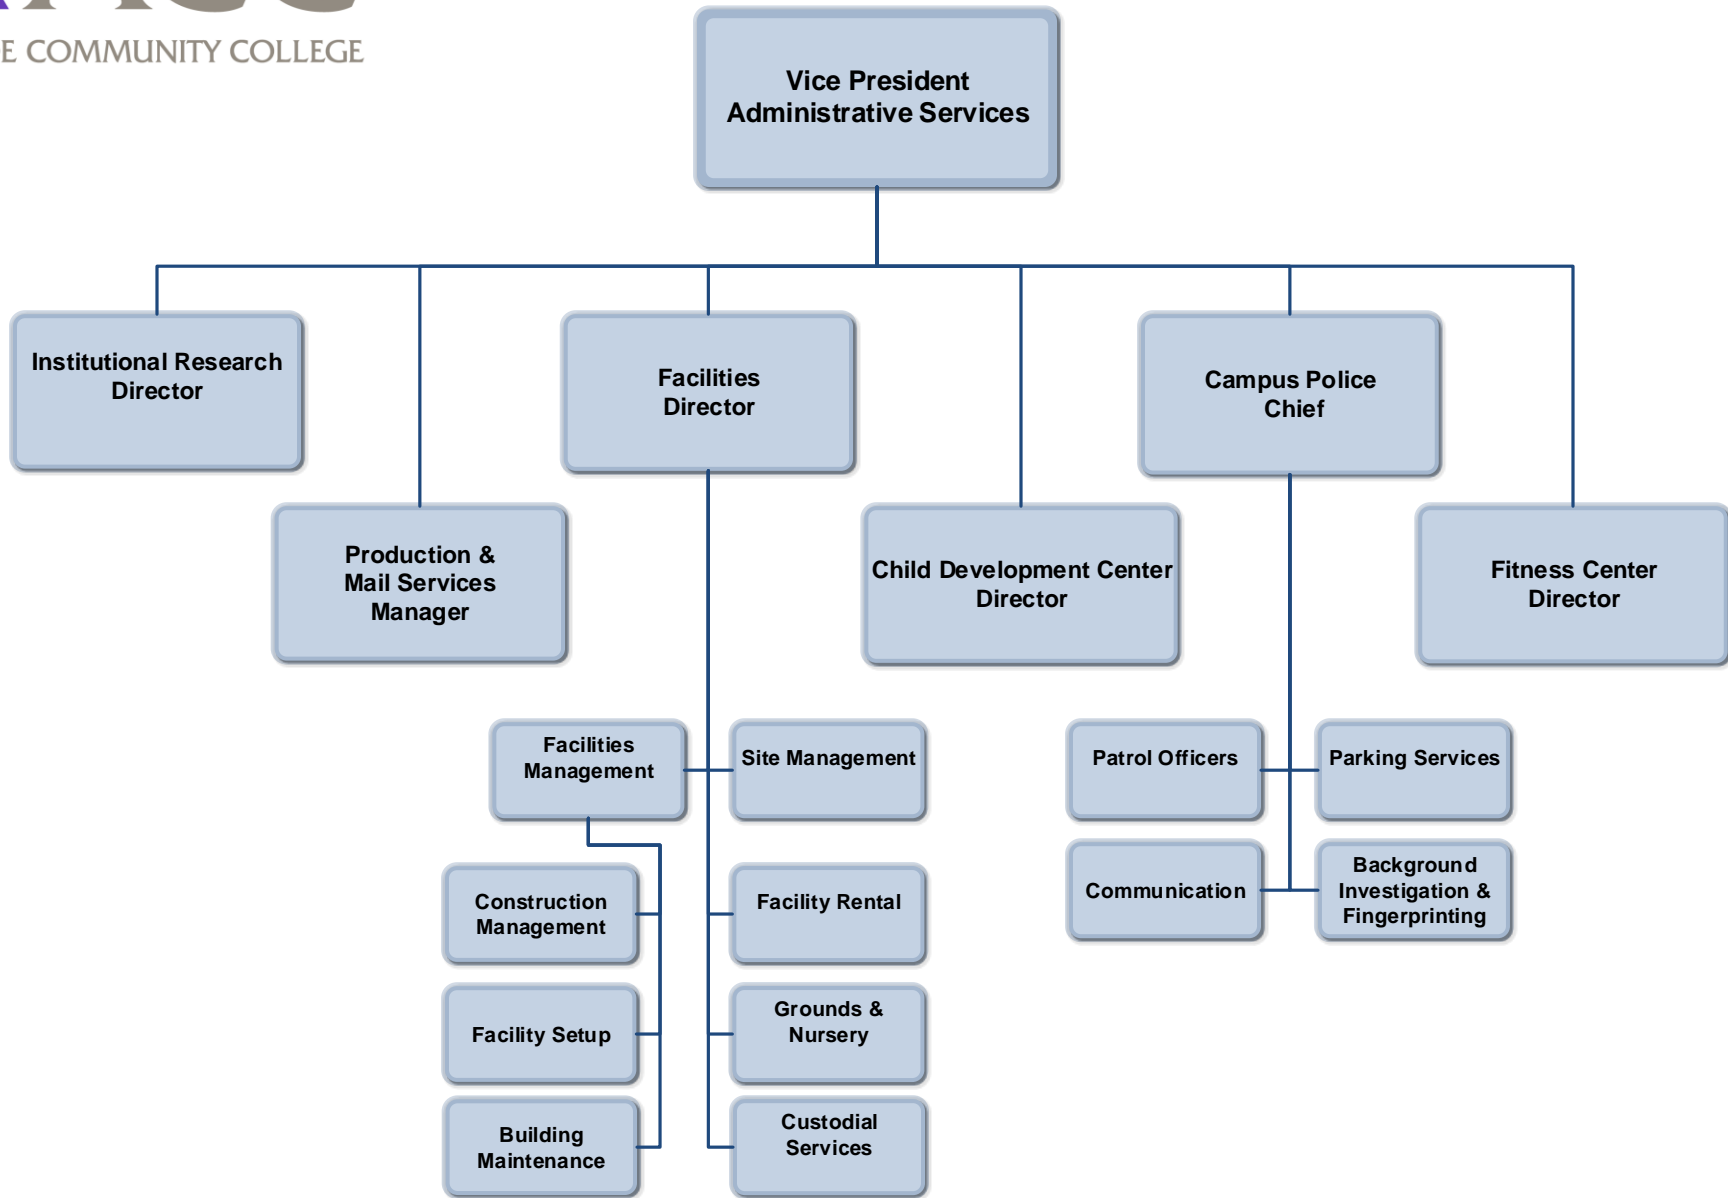 COMMUNITY COLLEGE
Vice President
Administrative Services
Institutional Research
Director
Facilities
Director
Campus Police
Chief
Production &
Mail Services
Manager
Child Development Center
Director
Fitness Center
Director
Facilities
Management
Site Management
Patrol Officers
Parking Services
Construction
Management
Facility Rental
Communication
Background
Investigation &
Fingerprinting
Facility Setup
Grounds &
Nursery
Building
Maintenance
Custodial
Services